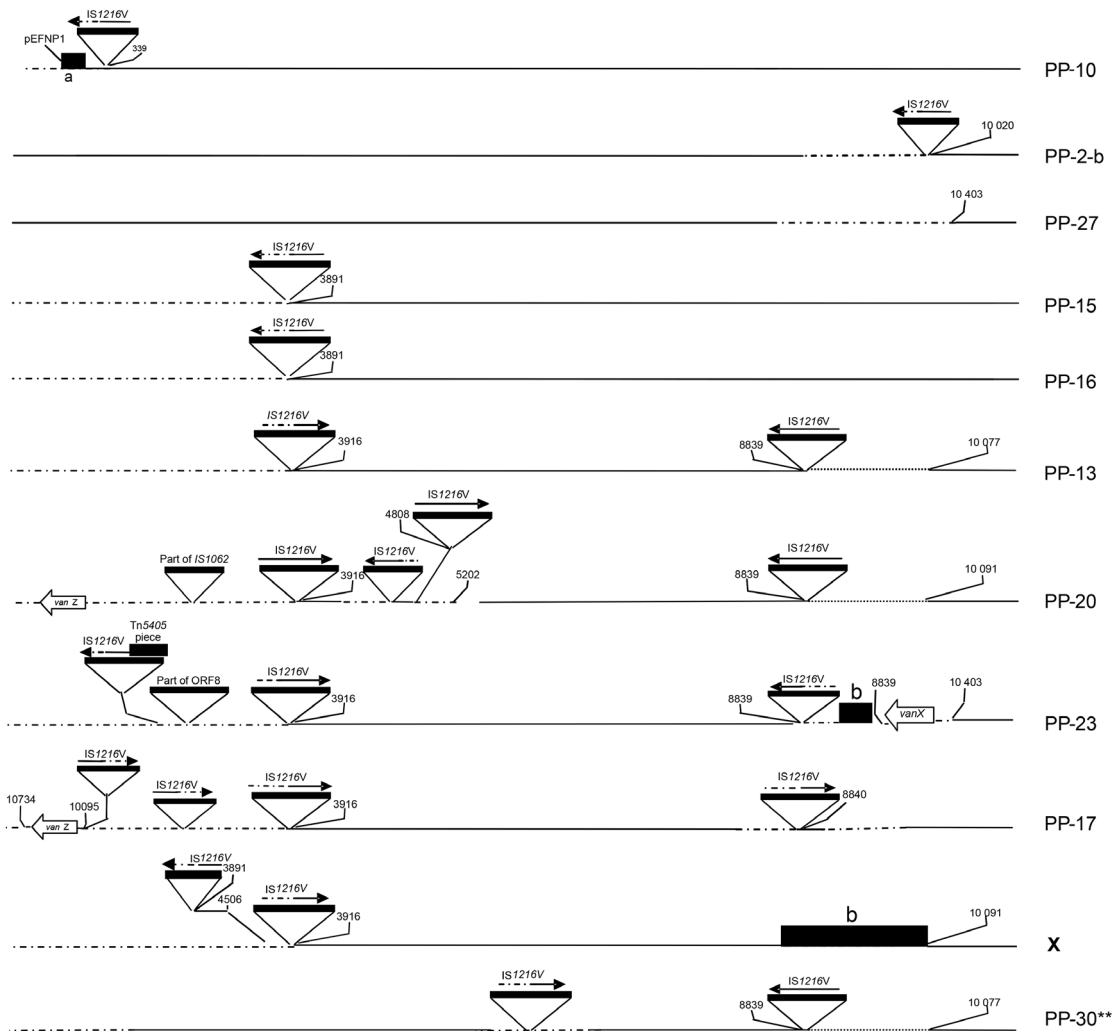 IS1216V
pEFNP1
339
a
PP-10
IS1216V
10 020
PP-2-b
10 403
PP-27
IS1216V
3891
PP-15
IS1216V
3891
PP-16
IS1216V
3916
IS1216V
8839
10 077
PP-13
IS1216V
4808
Part of IS1062
IS1216V
3916
IS1216V
5202
IS1216V
8839
10 091
van Z
PP-20
Tn5405
piece
IS1216V
Part of ORF8
IS1216V
3916
IS1216V
8839
b
8839
vanX
10 403
PP-23
IS1216V
10734
10095
van Z
IS1216V
IS1216V
3916
IS1216V
8840
PP-17
IS1216V
3891
4506
IS1216V
3916
b
10 091
X
IS1216V
IS1216V
8839
10 077
PP-30**